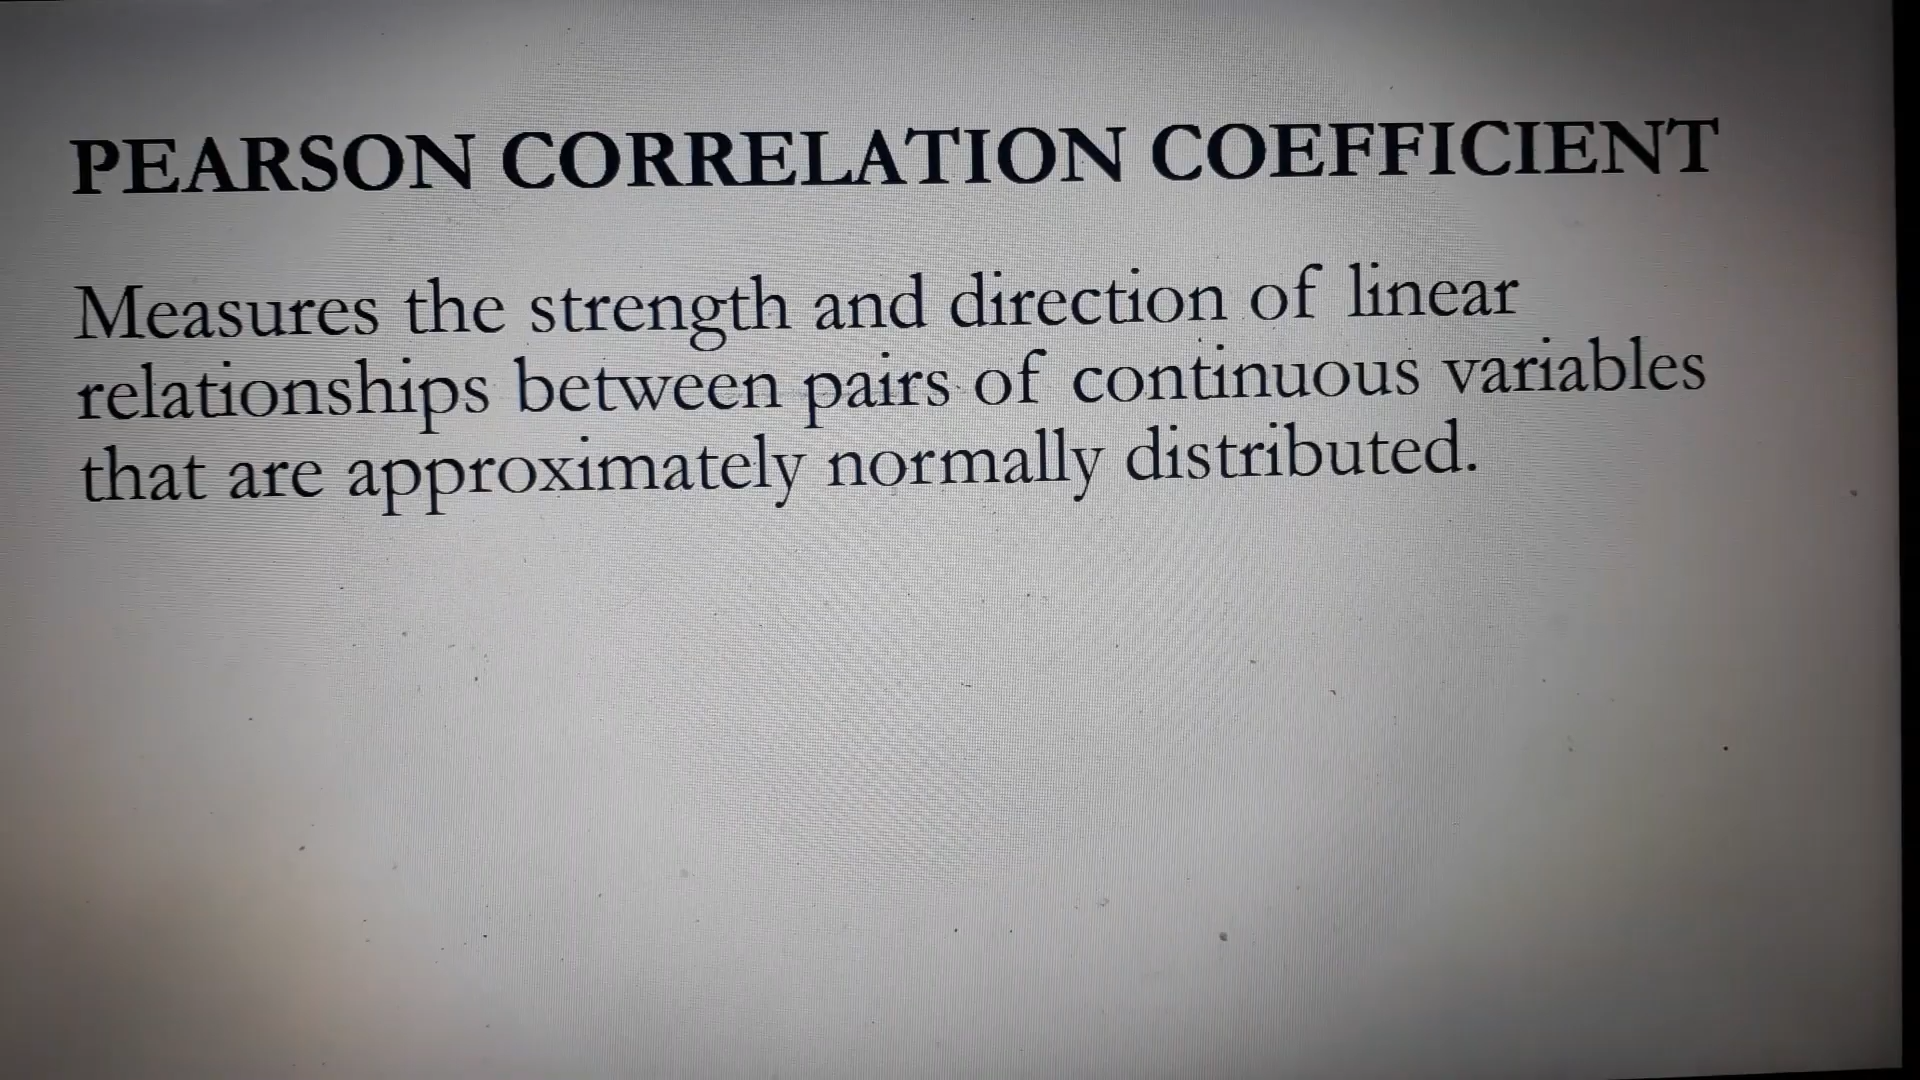 PEARSON CORRELATION COEFFICIENT
Measures the strength and direction of linear
relationships between pairs of continuous variables
that are approximately normally distributed.